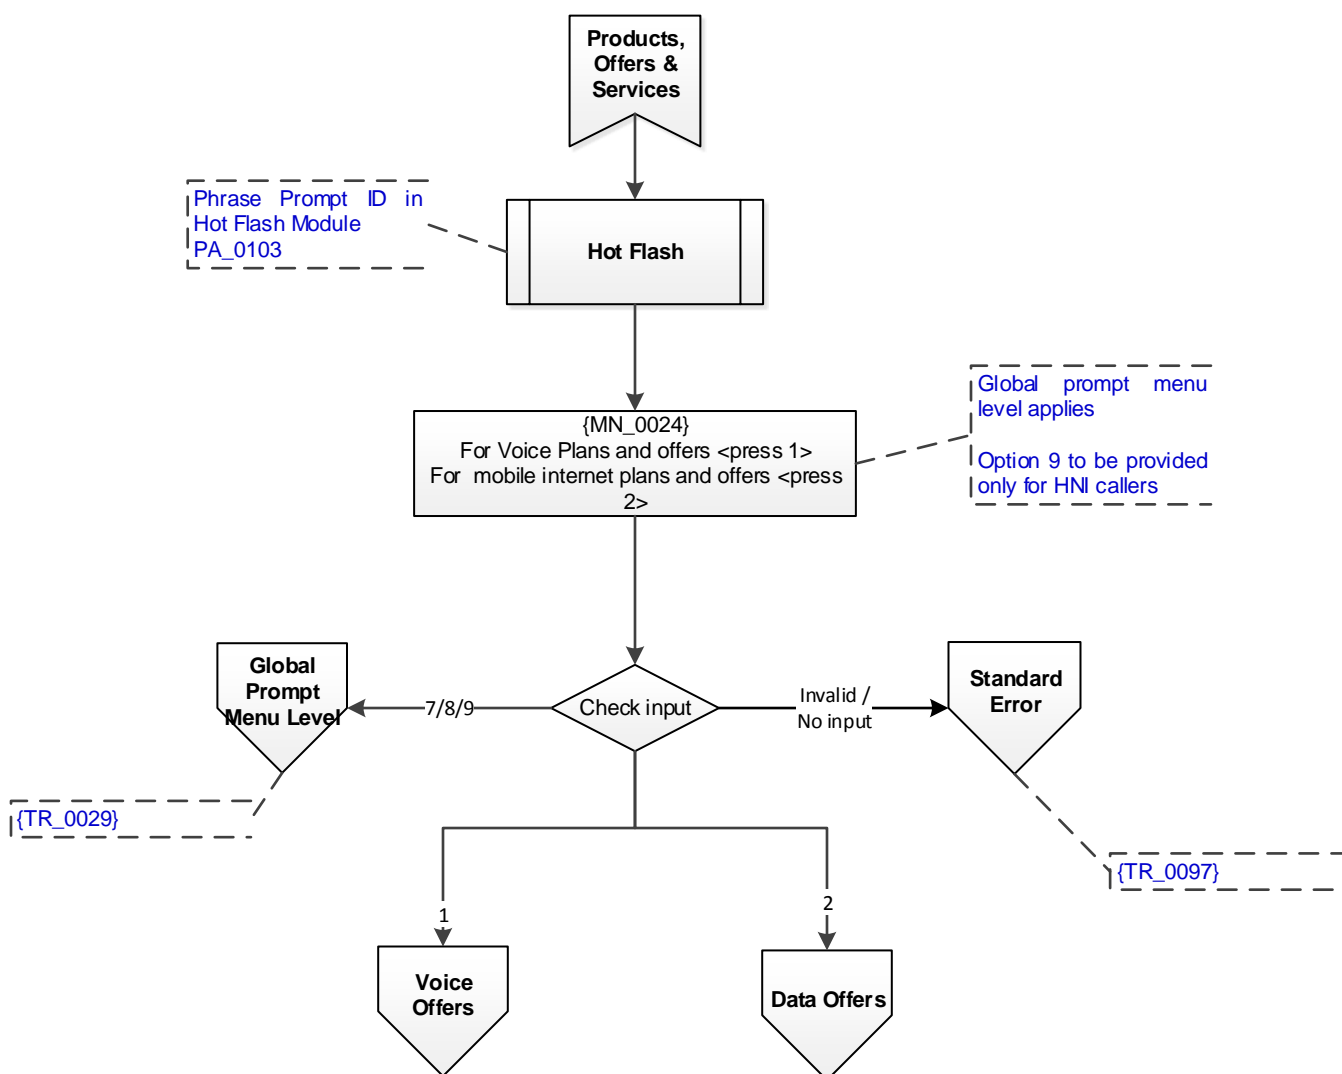 Products,
Offers &
Services
Phrase Prompt ID in
Hot Flash Module
PA_0103
Hot Flash
Global prompt menu
level applies
Option 9 to be provided
only for HNI callers
{MN_0024}
For Voice Plans and offers <press 1>
For mobile internet plans and offers <press
2>
Global
Prompt
Menu Level
7/8/9
Check input
Invalid /
No input
Standard
Error
{TR_0029}
{TR_0097}
1
2
Voice
Offers
Data Offers